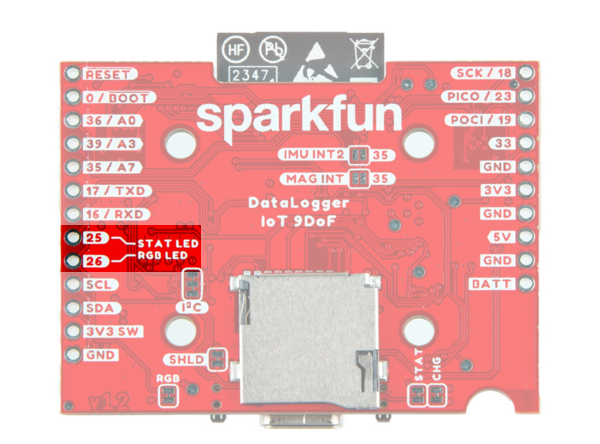 HF Pb
2347
RESET
0 / BOOT
36 / A0
39 / A3
35 / A7
17 / TXD
16 / RXD
25 STAT LED
26 RGB LED
SCL
SDA
3V3 SW
GND
SCK / 18
PICO / 23
POCI / 19
33
GND
3V3
GND
5V
GND
BATT
sparkfun
IMU INT2 35
MAG INT 35
DataLogger
IoT 9DoF
I²C
SHLD
RGB
STAT
CHG
v12